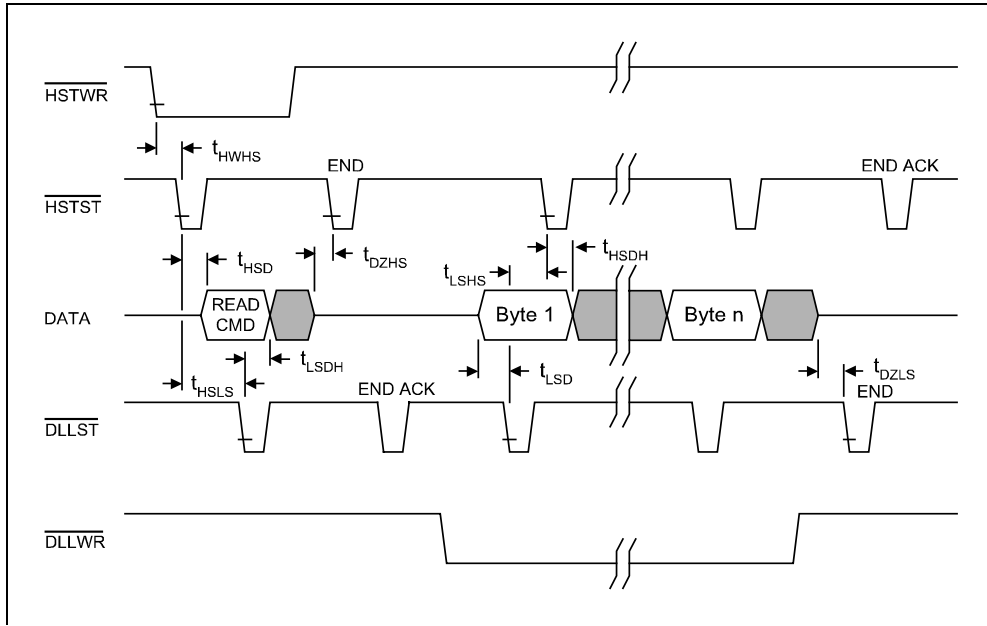 HSTWR
tHWHS
END
END ACK
HSTST
tHSD
tDZHS
tHSDH
tLSHS
DATA
READ
CMD
Byte 1
Byte n
tLSDH
tLSD
tDZLS
tHSLS
END ACK
END
DLLST
DLLWR